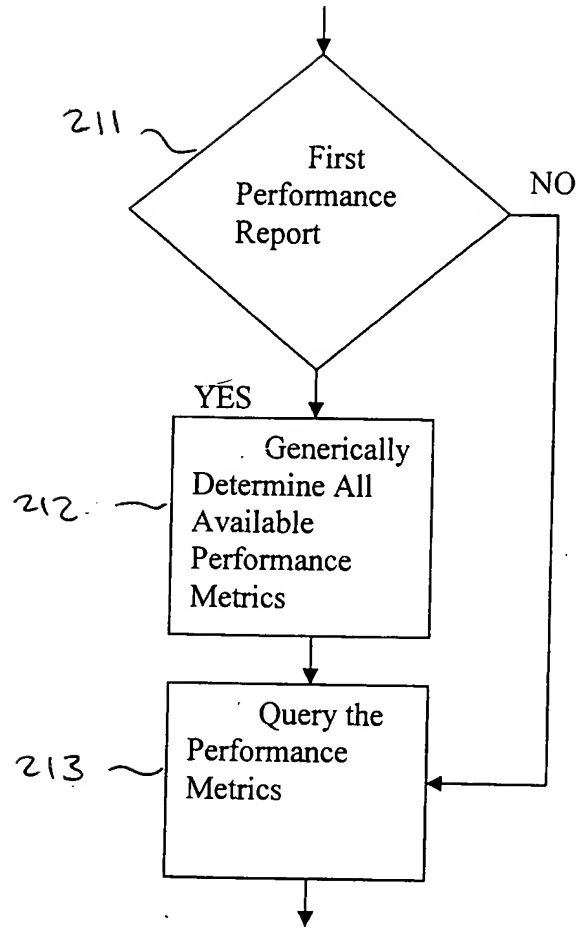 211
First
Performance
Report
NO
YES
Generically
Determine All
Available
Performance
Metrics
212
Query the
Performance
Metrics
213